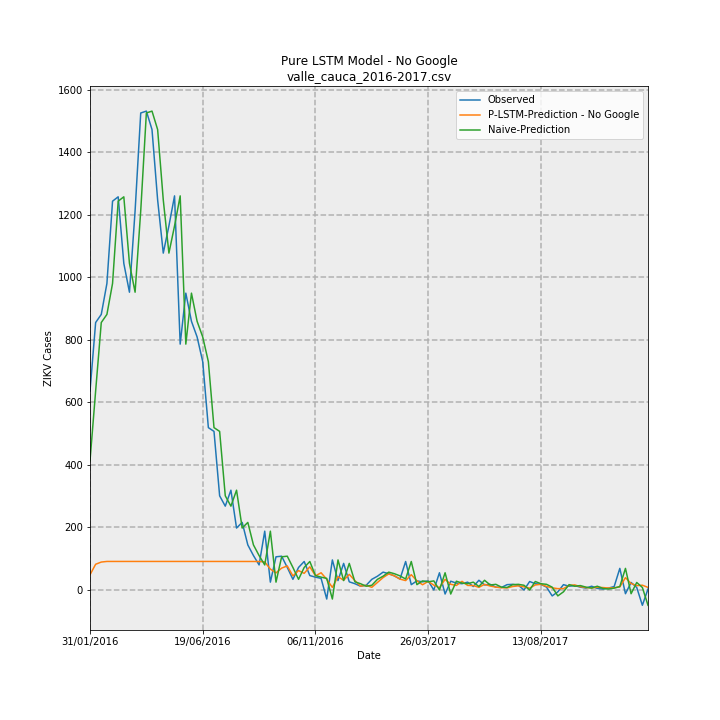 Pure LSTM Model - No Google
valle_cauca_2016-2017.csv
Observed
P-LSTM-Prediction - No Google
Naive-Prediction
1600
1400
1200
1000
800
600
400
200
0
ZIKV Cases
31/01/2016
19/06/2016
06/11/2016
26/03/2017
13/08/2017
Date